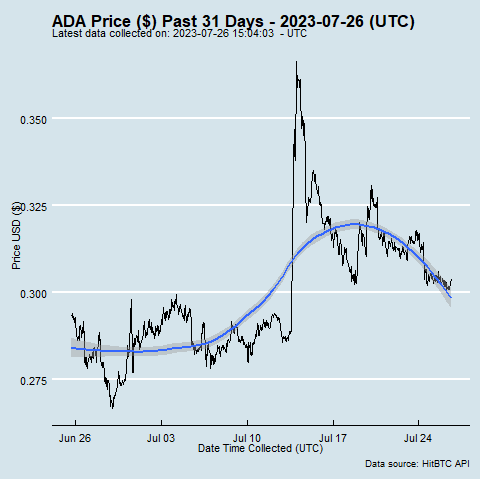 ADA Price ($) Past 31 Days - 2023-07-26 (UTC)
Latest data collected on: 2023-07-26 15:04:03 - UTC
Price USD ($)
0.350
0.325
0.300
0.275
Jun 26 Jul 03 Jul 10 Jul 17 Jul 24
Date Time Collected (UTC)
Data source: HitBTC API